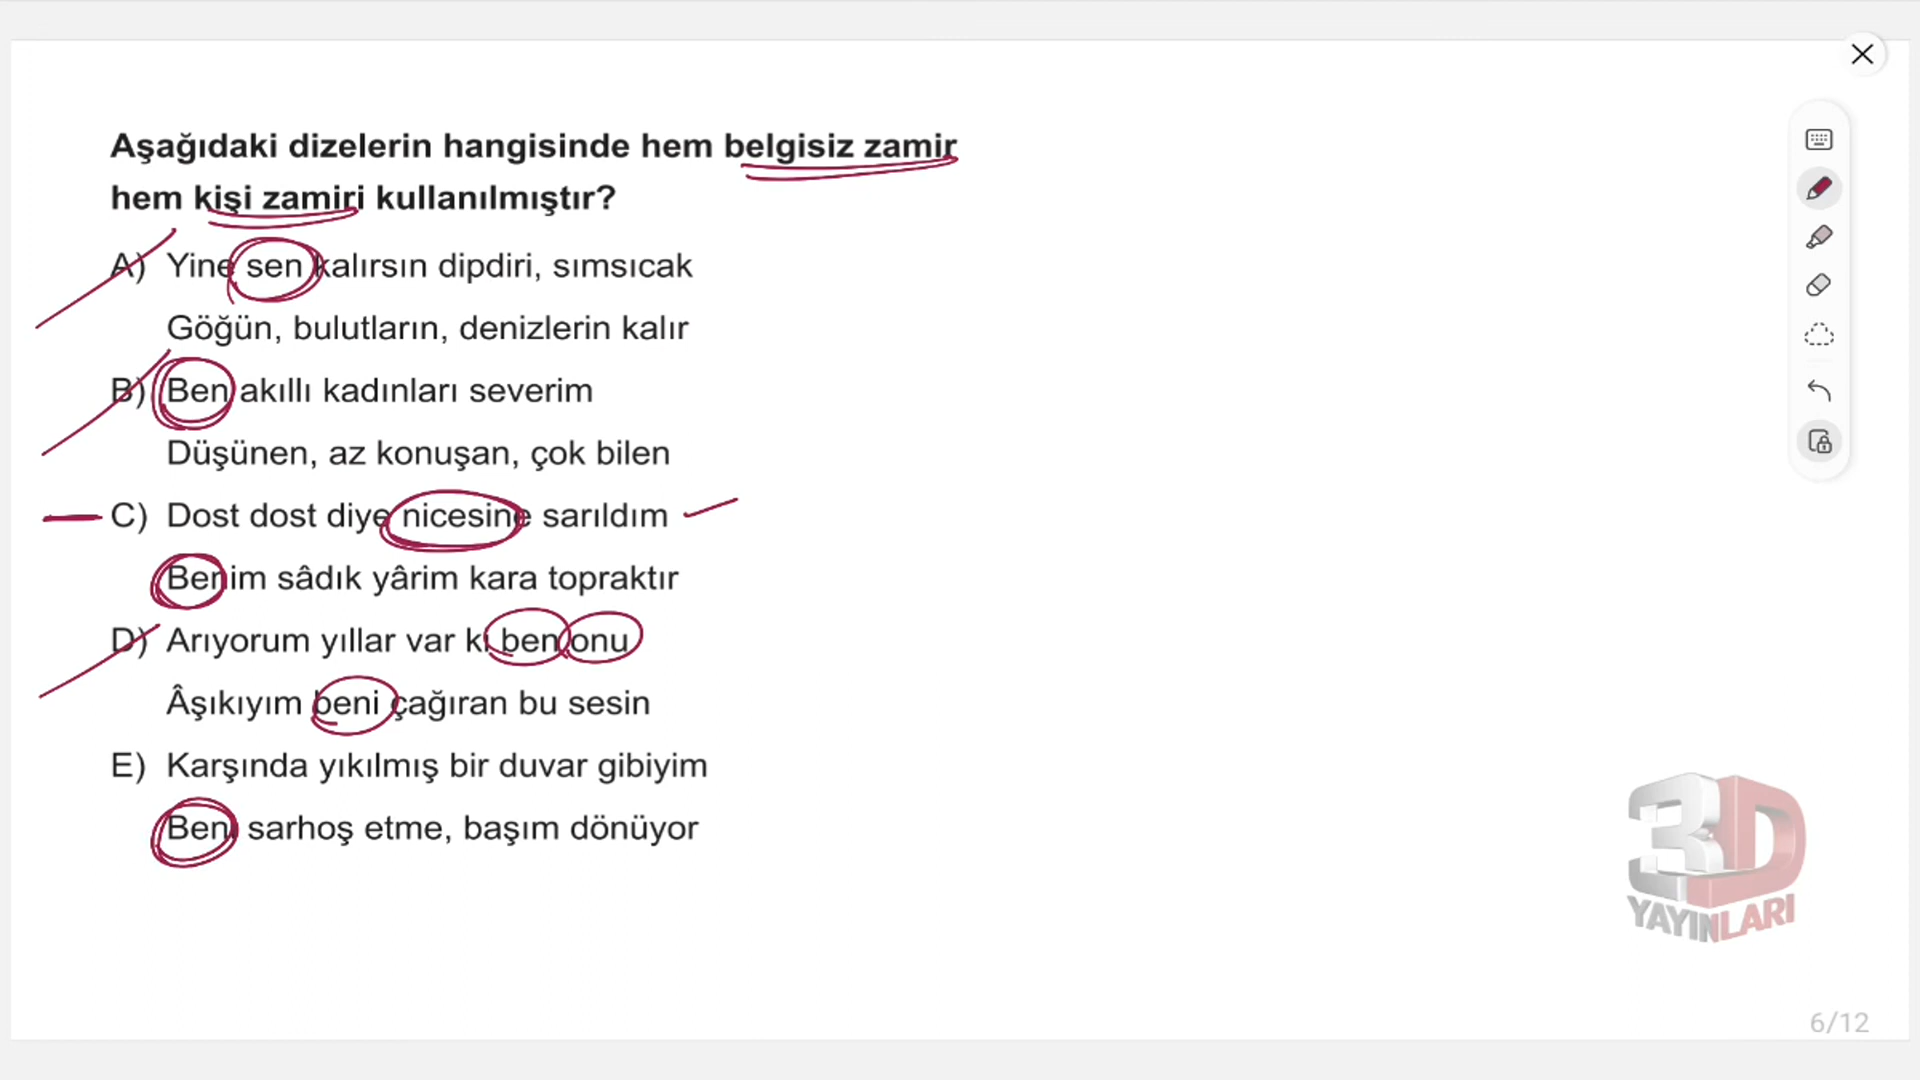 Aşağıdaki dizelerin hangisinde hem belgisiz zamir
hem kişi zamiri kullanılmıştır?
A) Yine sen kalırsın dipdiri, sımsıcak
Göğün, bulutların, denizlerin kalır
B) Ben akıllı kadınları severim
Düşünen, az konuşan, çok bilen
C) Dost dost diye nicesine sarıldım
Benim sâdık yârim kara topraktır
D) Arıyorum yıllar var ki ben onu
Âşıkıyım beni çağıran bu sesin
E) Karşında yıkılmış bir duvar gibiyim
Beni sarhoş etme, başım dönüyor
3D
YAYINLARI
6/12